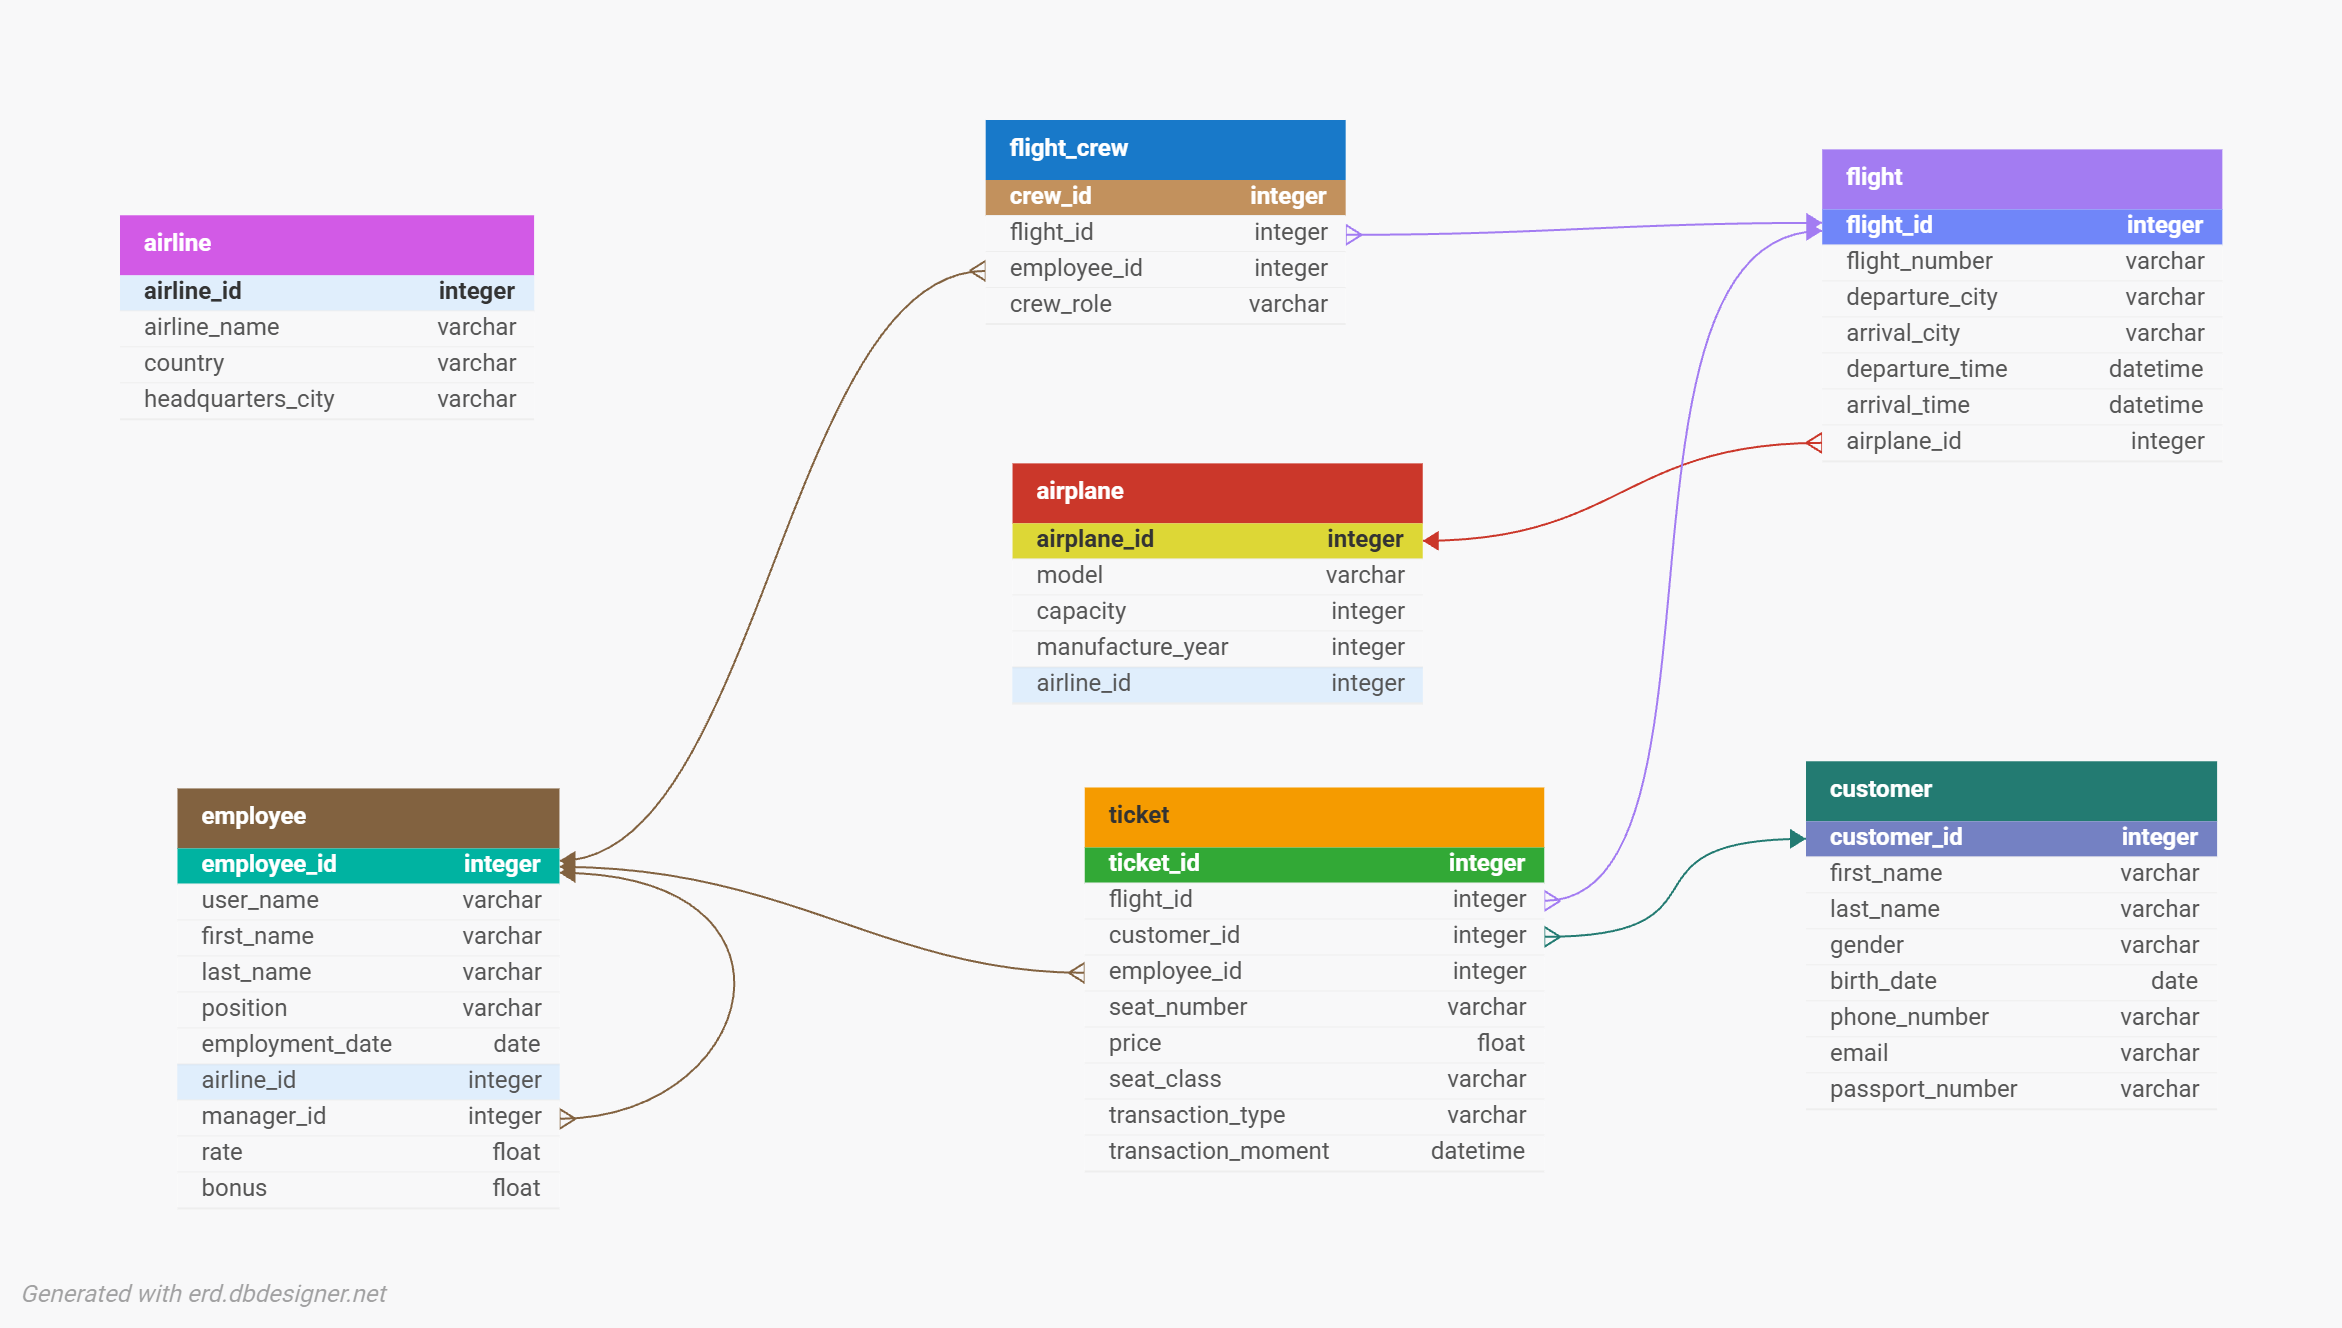 flight_crew
crew_id integer
flight_id integer
employee_id integer
crew_role varchar
flight
flight_id integer
flight_number varchar
departure_city varchar
arrival_city varchar
departure_time datetime
arrival_time datetime
airplane_id integer
airline
airline_id integer
airline_name varchar
country varchar
headquarters_city varchar
airplane
airplane_id integer
model varchar
capacity integer
manufacture_year integer
airline_id integer
employee
employee_id integer
user_name varchar
first_name varchar
last_name varchar
position varchar
employment_date date
airline_id integer
manager_id integer
rate float
bonus float
ticket
ticket_id integer
flight_id integer
customer_id integer
employee_id integer
seat_number varchar
price float
seat_class varchar
transaction_type varchar
transaction_moment datetime
customer
customer_id integer
first_name varchar
last_name varchar
gender varchar
birth_date date
phone_number varchar
email varchar
passport_number varchar
Generated with erd.dbdesigner.net